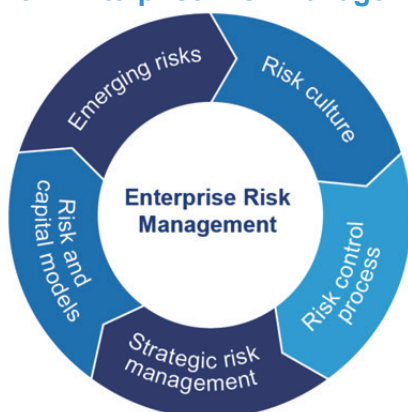 Enterprise Risk
Management
Risk culture
Risk control
process
Strategic risk
management
Risk and
capital models
Emerging risks